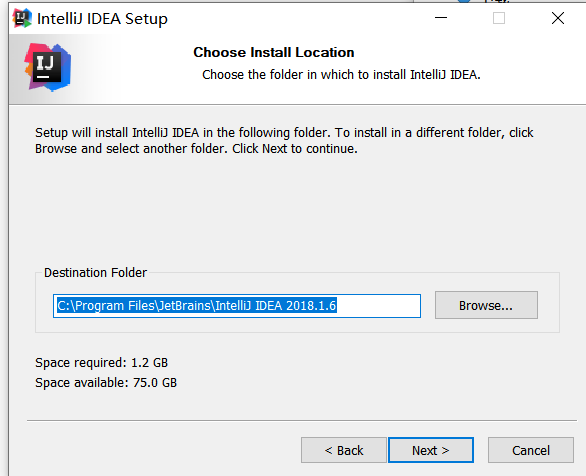 IntelliJ IDEA Setup
IJ
Choose Install Location
Choose the folder in which to install IntelliJ IDEA.
Setup will install IntelliJ IDEA in the following folder. To install in a different folder, click
Browse and select another folder. Click Next to continue.
Destination Folder
C:\Program Files\JetBrains\IntelliJ IDEA 2018.1.6
Browse...
Space required: 1.2 GB
Space available: 75.0 GB
< Back
Next >
Cancel